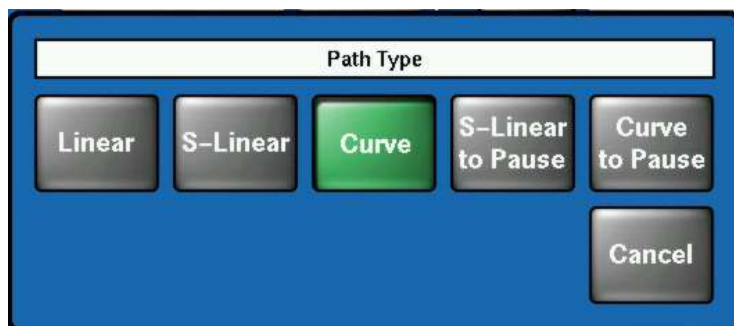 Path Type
Linear
S-Linear
Curve
S-Linear
to Pause
Curve
to Pause
Cancel